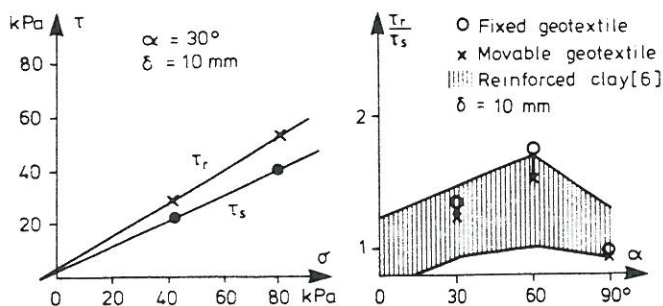 kPa τ
α = 30°
δ = 10 mm
80
60
40
20
τr
τs
σ
0 20 40 60 80
kPa
τr
τs
o Fixed geotextile
x Movable geotextile
Reinforced clay[6]
δ = 10 mm
2
1
α
0 30 60 90°